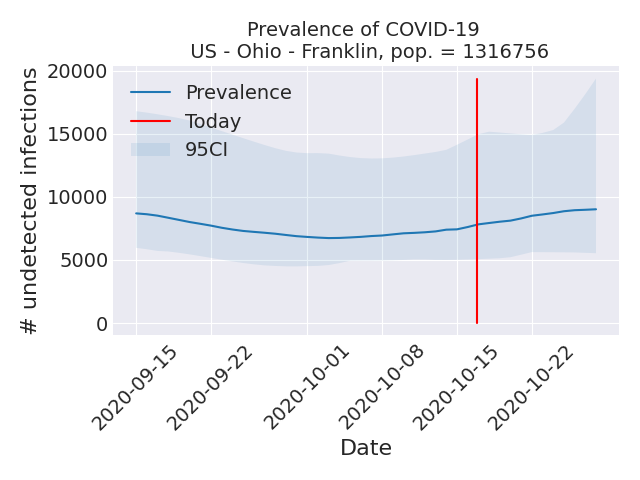 Prevalence of COVID-19
US - Ohio - Franklin, pop. = 1316756
# undetected infections
20000
15000
10000
5000
0
Prevalence
Today
95CI
2020-09-15
2020-09-22
2020-10-01
2020-10-08
2020-10-15
2020-10-22
Date